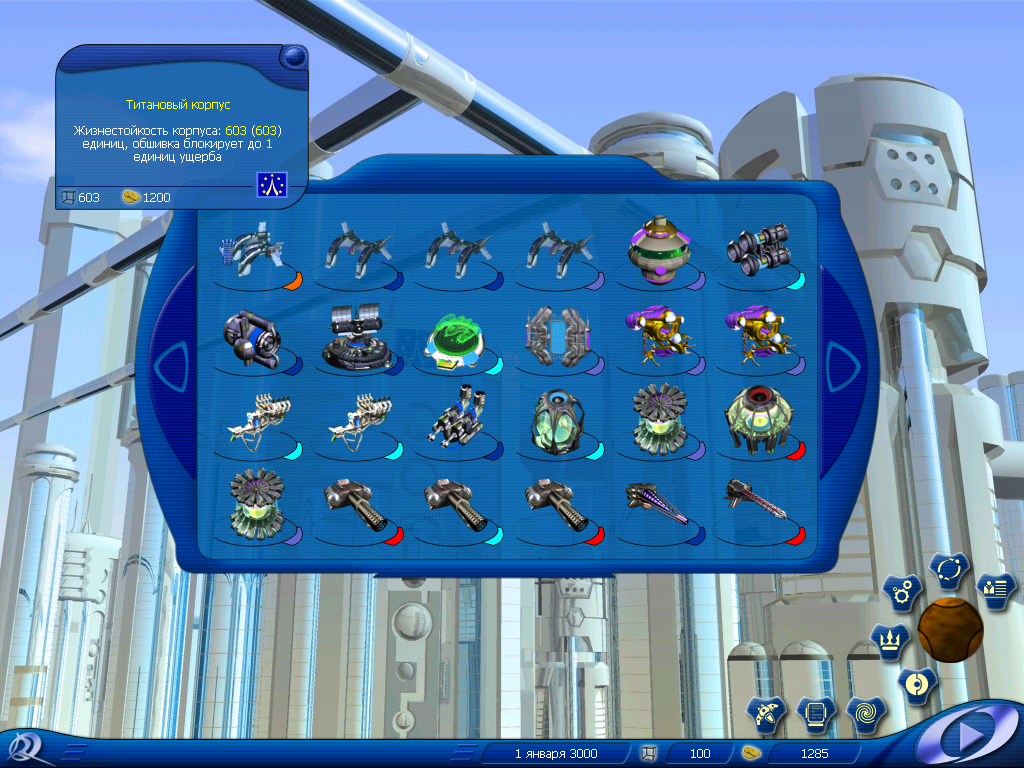 Титановый корпус
Жизнестойкость корпуса: 603 (603)
единиц, обшивка блокирует до 1
единиц ущерба
603 1200
1 января 3000 100 1285